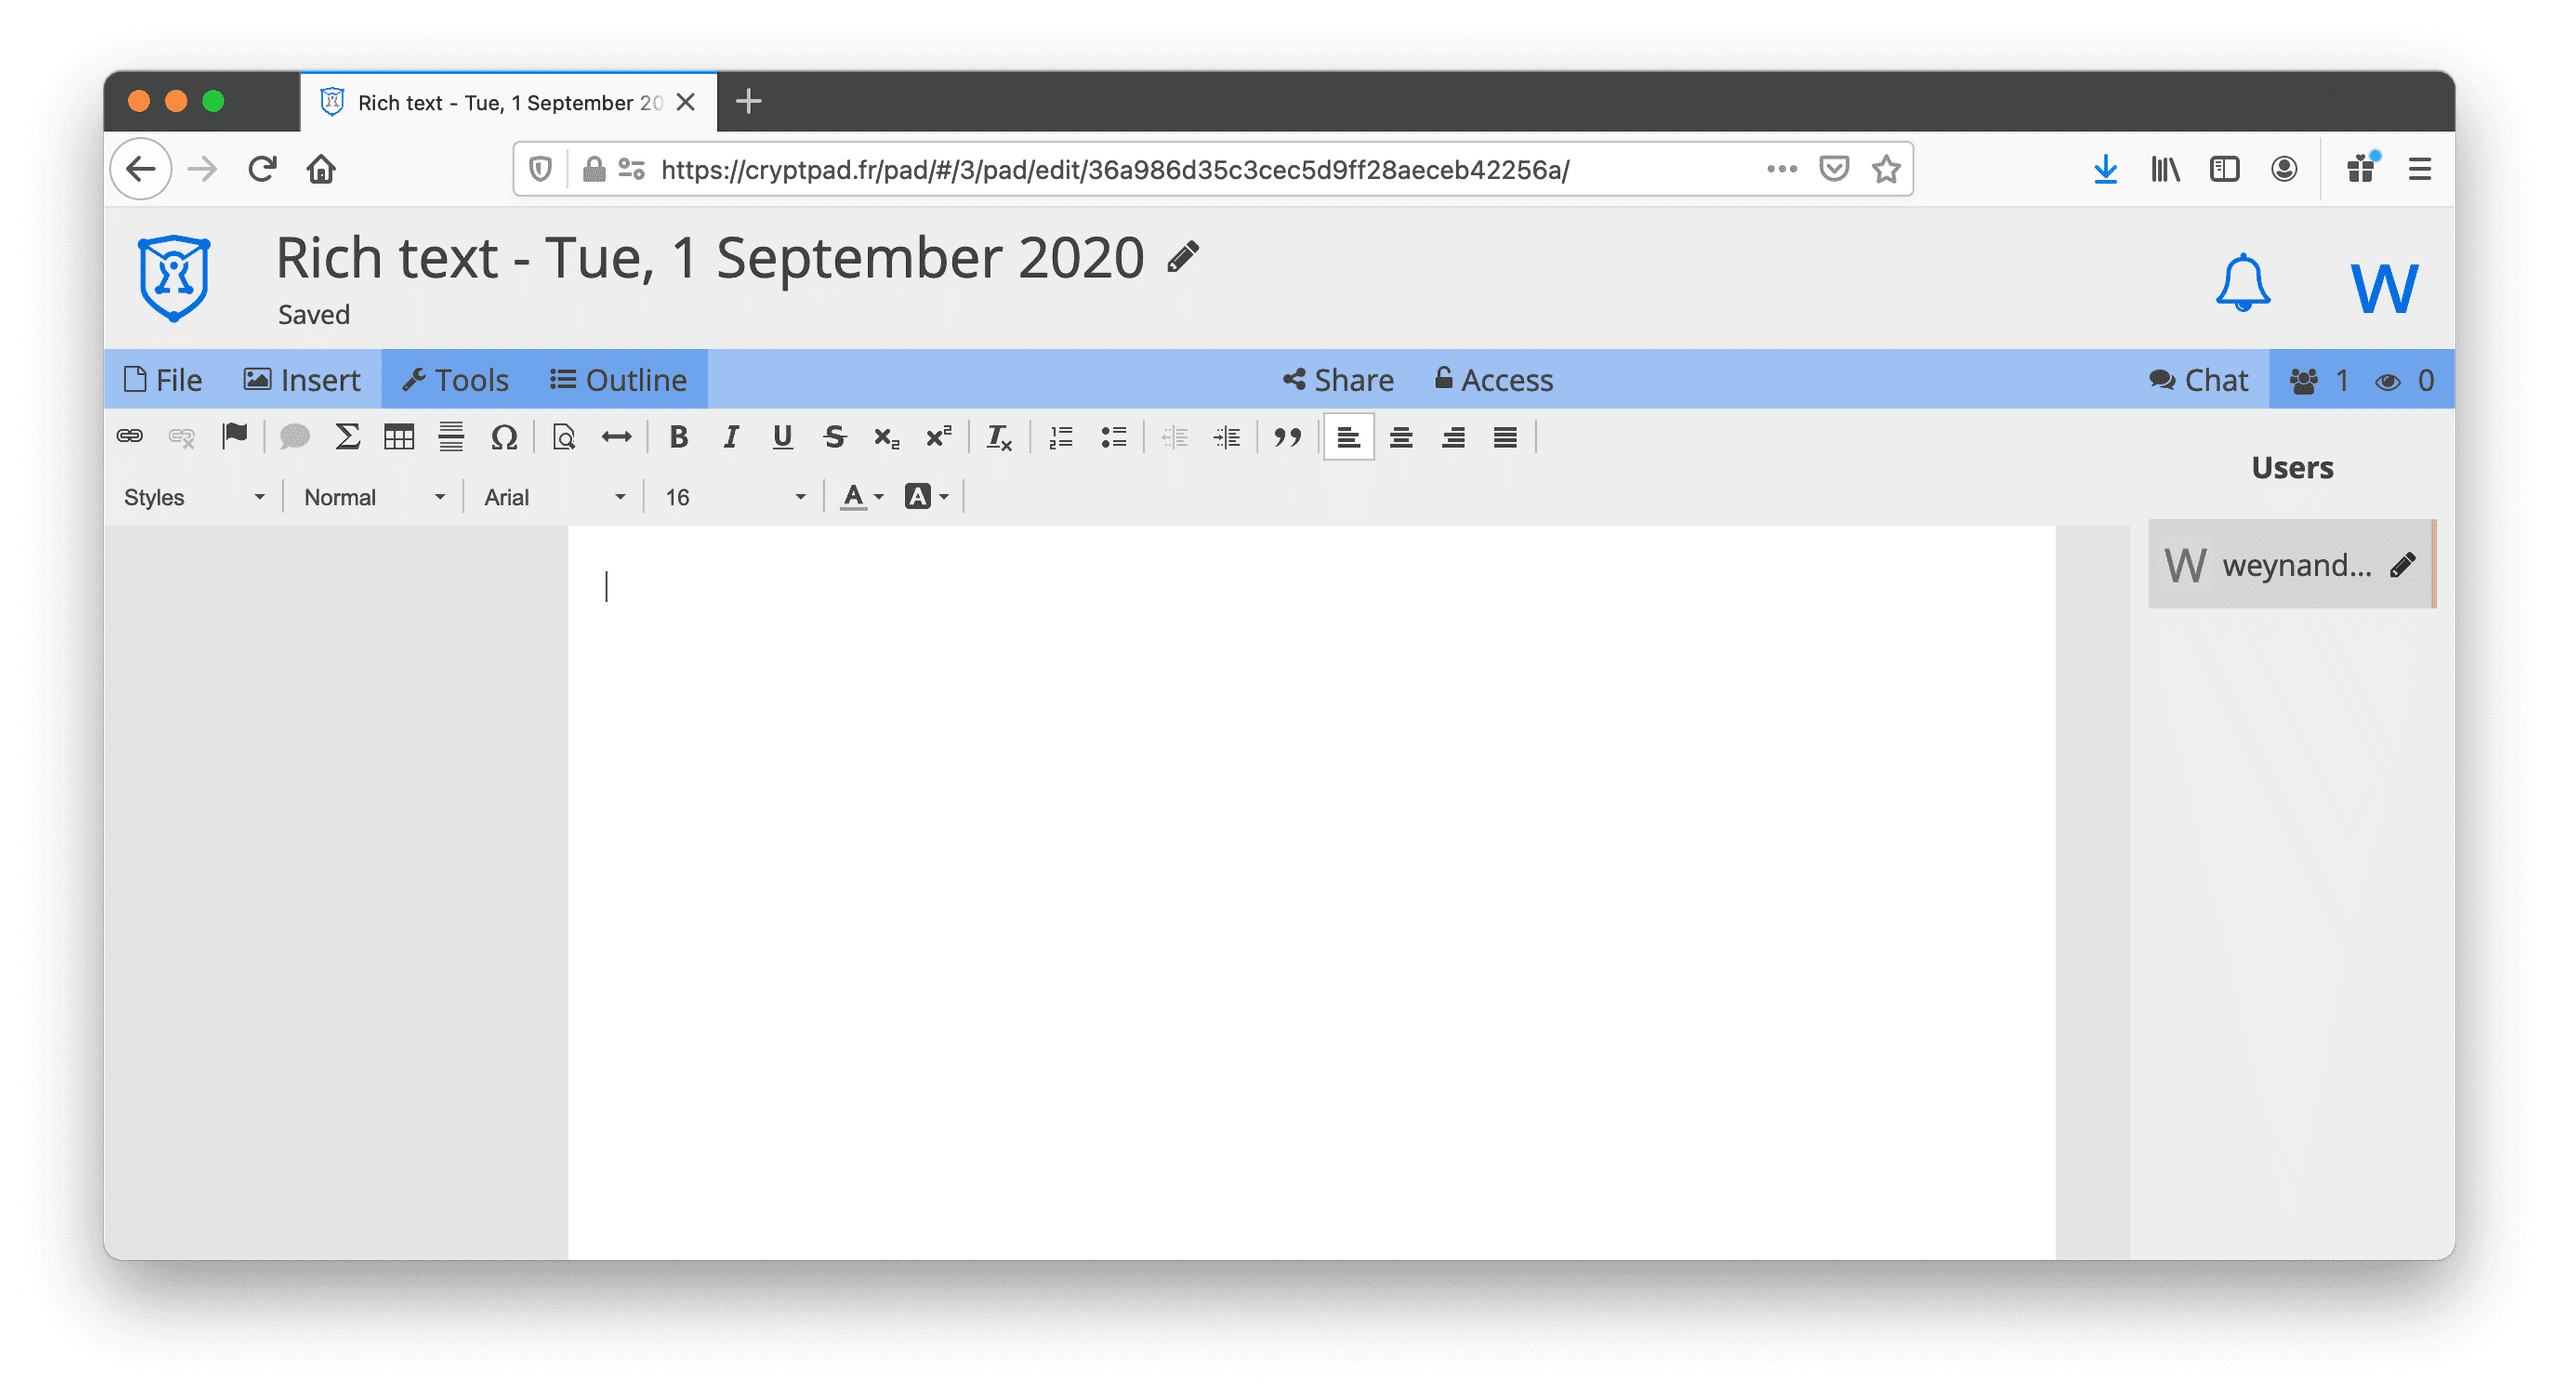 Rich text - Tue, 1 September 20
https://cryptpad.fr/pad/#/3/pad/edit/36a986d35c3cec5d9ff28aeceb42256a/
Rich text - Tue, 1 September 2020
Saved
W
File Insert Tools Outline Share Access Chat 1 0
Styles Normal Arial 16
Users
W weynand...